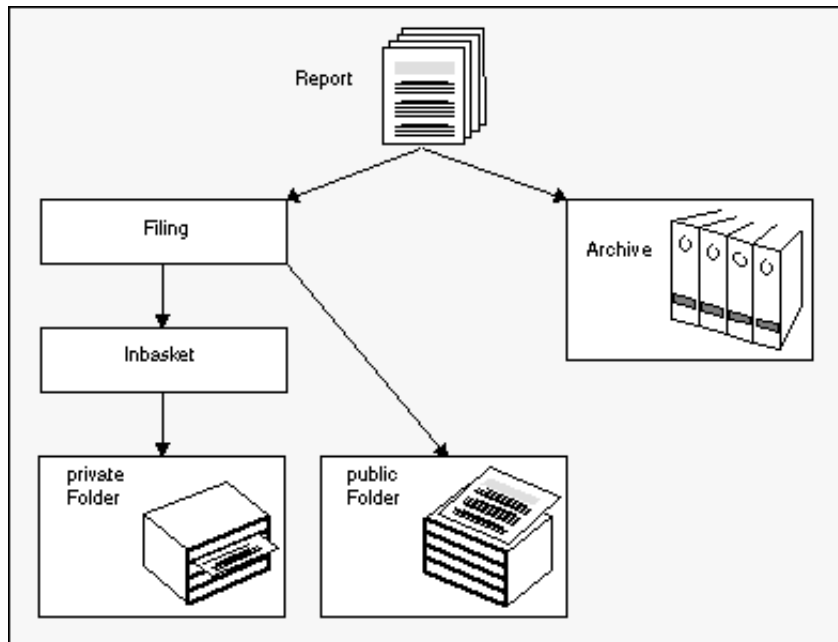 Report
Filing
Archive
Inbasket
private
Folder
public
Folder